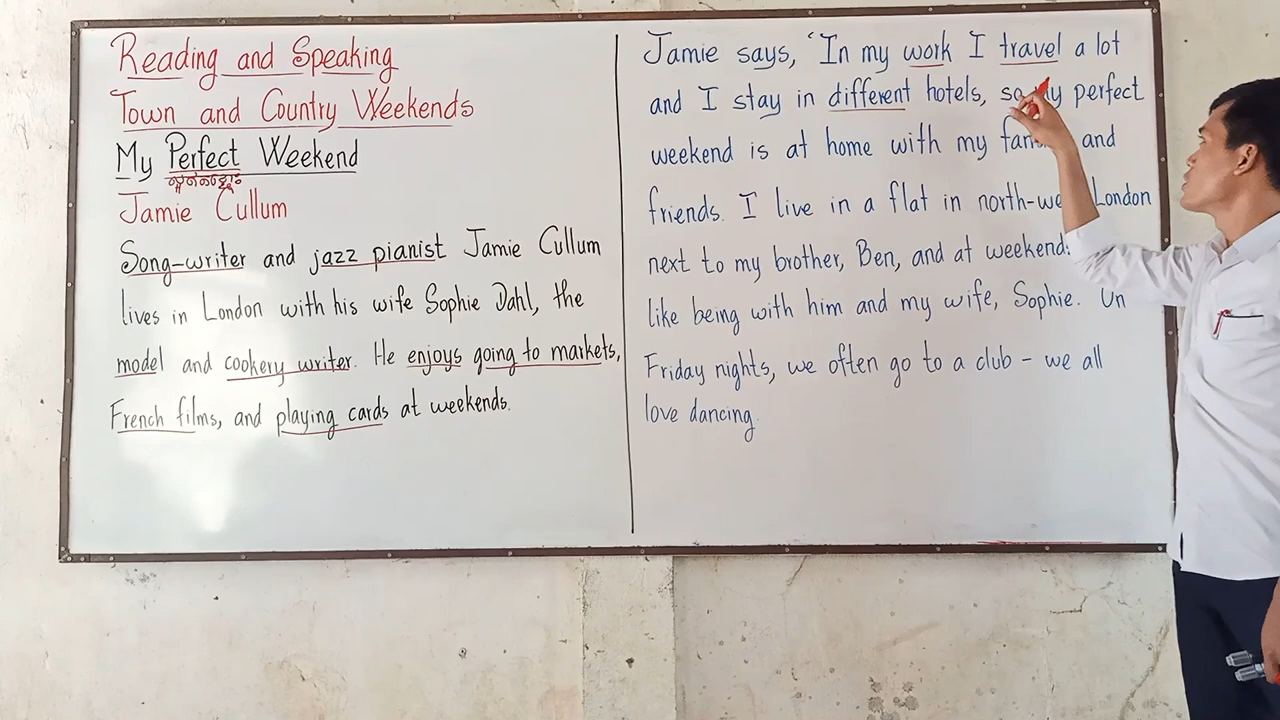 Reading and Speaking
Town and Country Weekends
My Perfect Weekend
Jamie Cullum
Song-writer and jazz pianist Jamie Cullum
lives in London with his wife Sophie Dahl, the
model and cookery writer. He enjoys going to markets,
French films, and playing cards at weekends.
Jamie says, ‘In my work I travel a lot
and I stay in different hotels, so perfect
weekend is at home with my and
friends. I live in a flat in London
next to my brother, Ben, and at
like being with him and my wife, Sophie. On
Friday nights, we often go to a club - we all
love dancing.